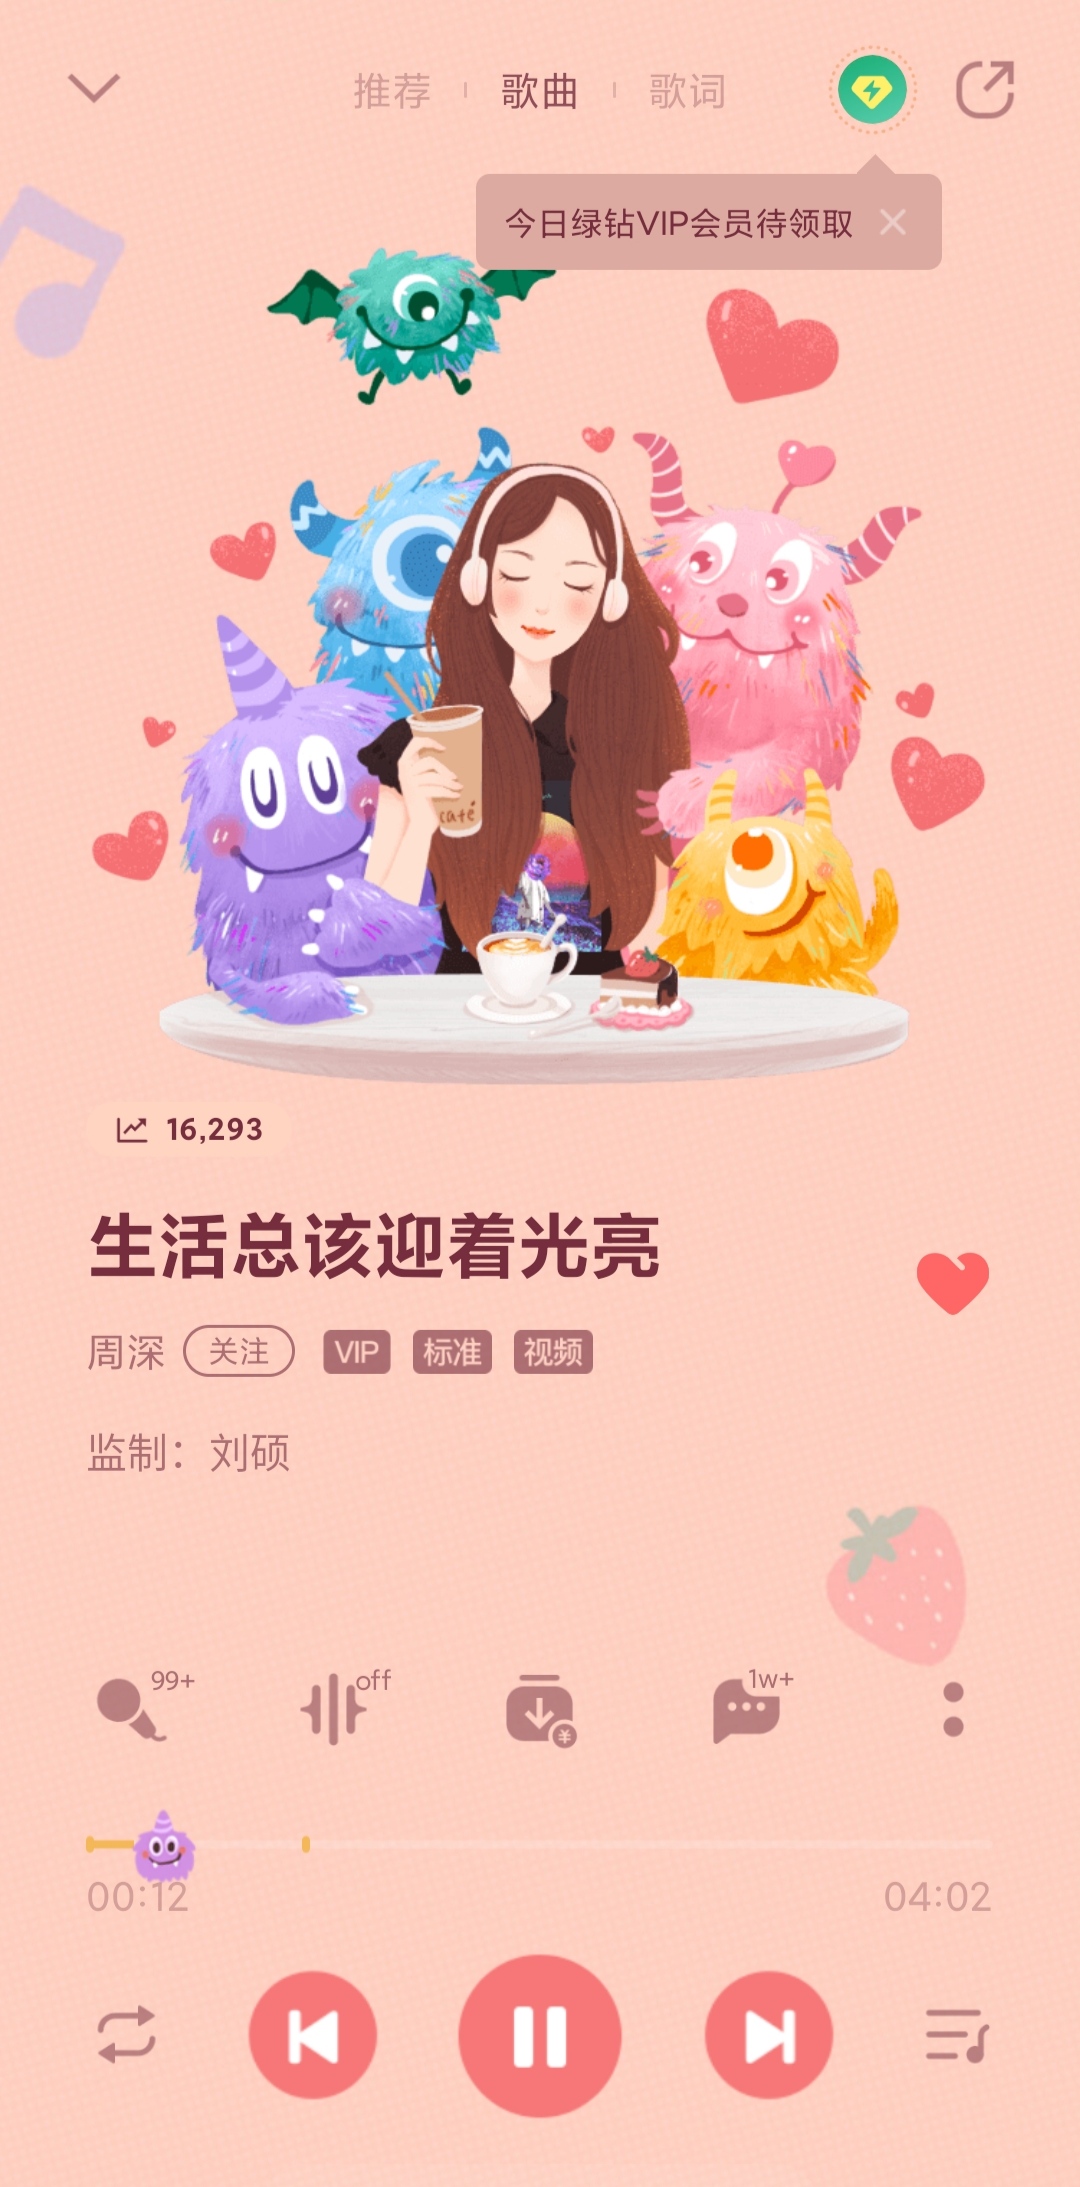 推荐 歌曲 歌词
今日绿钻VIP会员待领取
café
16,293
生活总该迎着光亮
周深 关注 VIP 标准 视频
监制：刘硕
99+ off 1w+
00:12 04:02